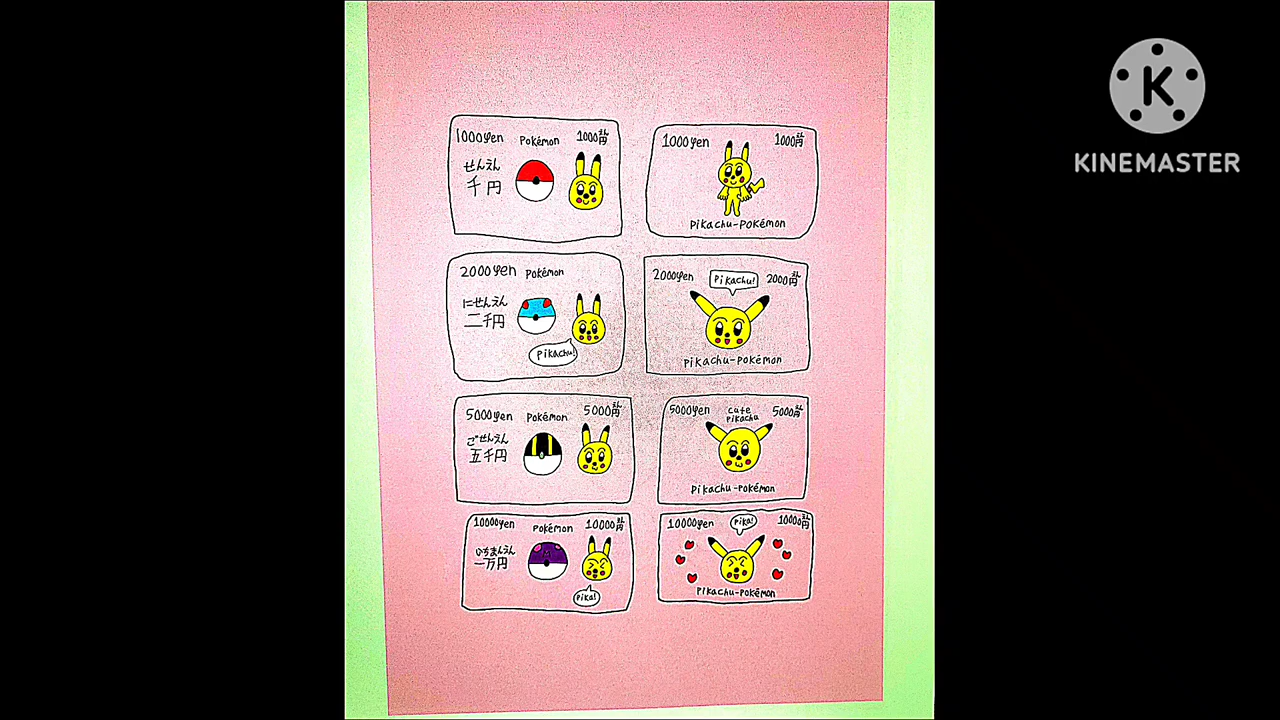 1000yen Pokémon 1000円
せんえん
千円
1000yen 1000円
Pikachu-Pokémon
2000yen Pokémon
にせんえん
二千円
Pikachu!
2000yen Pikachu! 2000円
Pikachu-Pokémon
5000yen Pokémon 5000円
ごせんえん
五千円
5000yen cute 5000円
Pikachu
Pikachu-Pokémon
10000yen Pokémon 10000円
いちまんえん
一万円
Pika!
10000yen Pika! 10000円
Pikachu-Pokémon
KINEMASTER